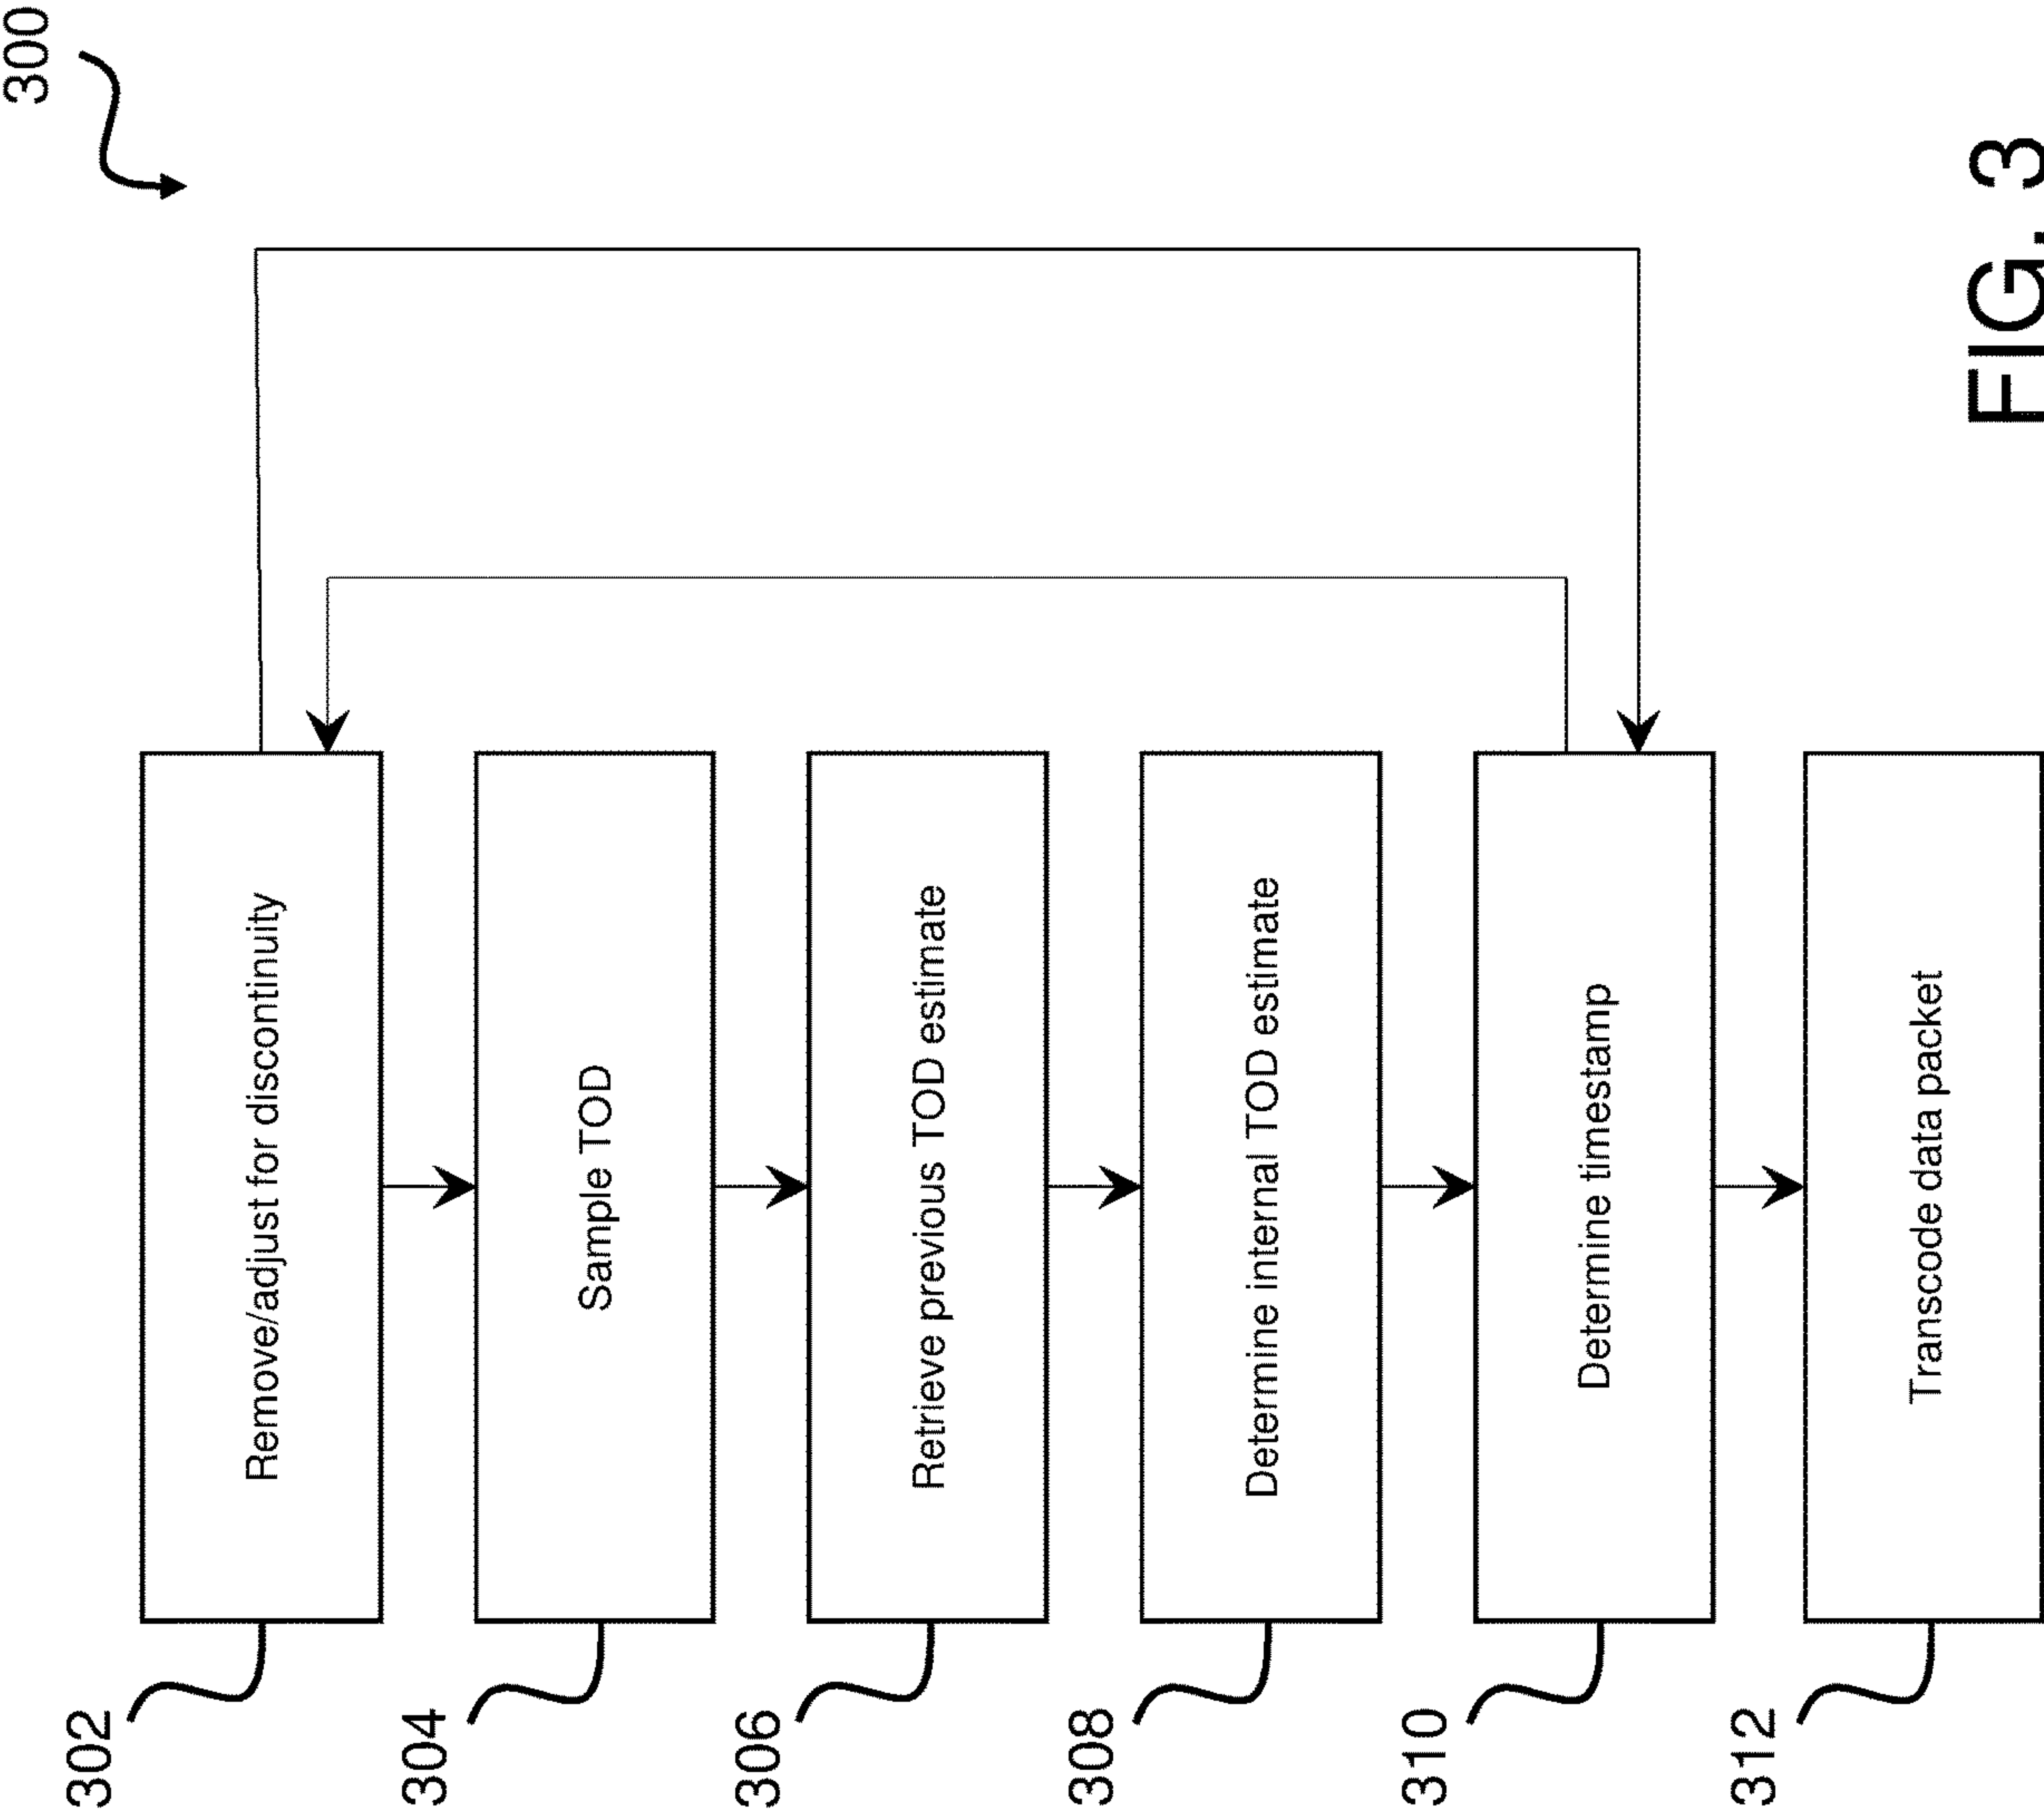 300
302
Remove/adjust for discontinuity
304
Sample TOD
306
Retrieve previous TOD estimate
308
Determine internal TOD estimate
310
Determine timestamp
312
Transcode data packet
FIG. 3